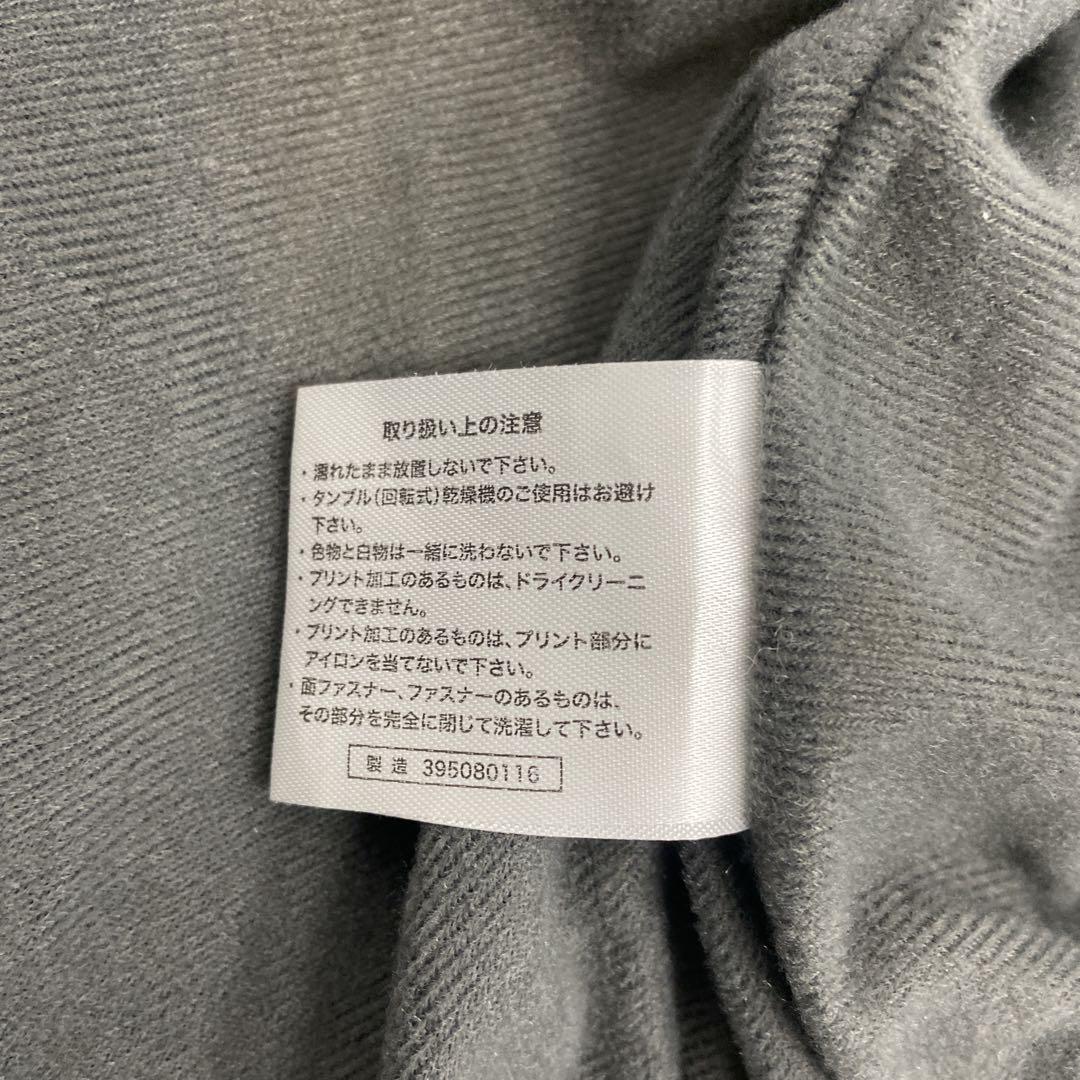 取り扱い上の注意
・濡れたまま放置しないで下さい。
・タンブル(回転式)乾燥機のご使用はお避け
下さい。
・色物と白物は一緒に洗わないで下さい。
・プリント加工のあるものは、ドライクリーニ
ングできません。
・プリント加工のあるものは、プリント部分に
アイロンを当てないで下さい。
・面ファスナー、ファスナーのあるものは、
その部分を完全に閉じて洗濯して下さい。
製造 395080116